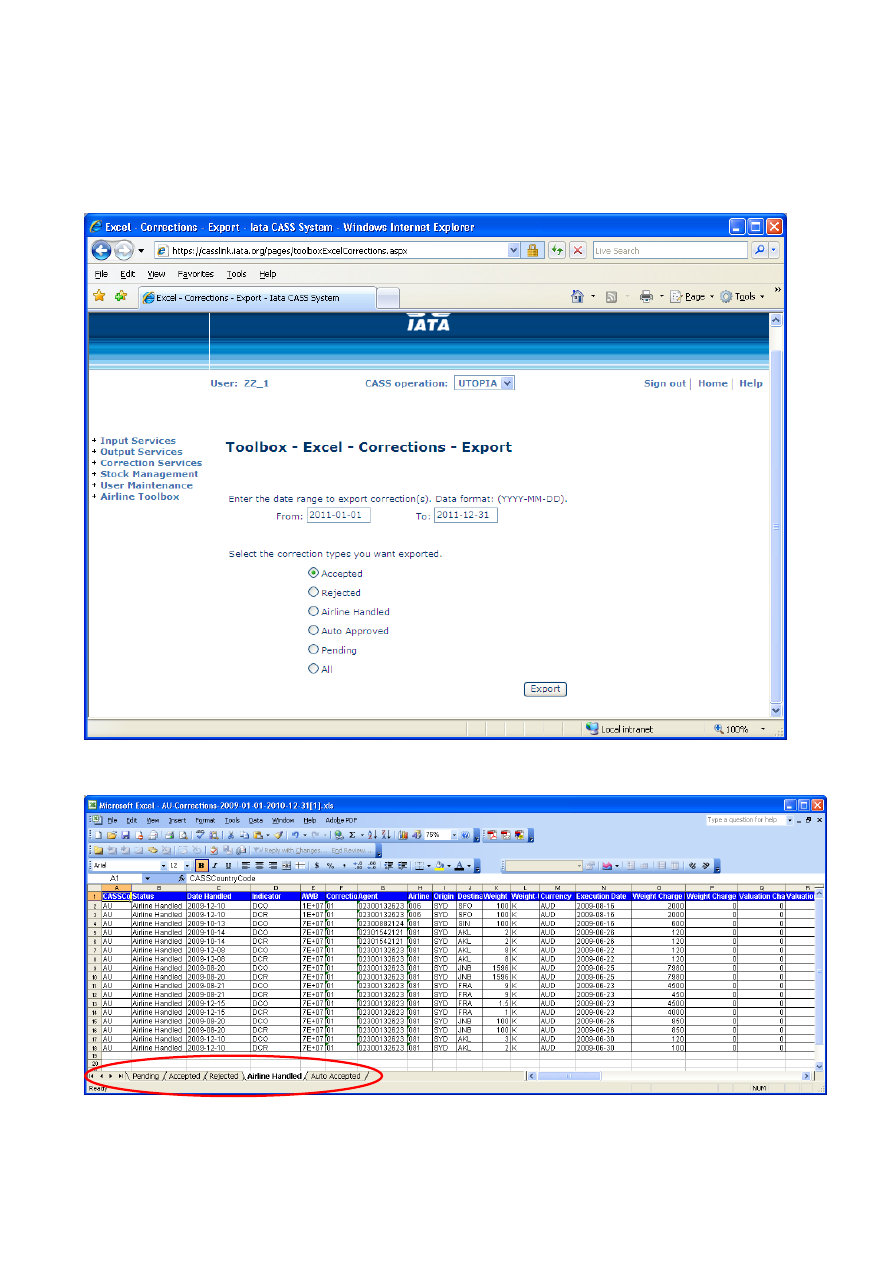 Excel - Corrections - Export - Iata CASS System - Windows Internet Explorer
https://casslink.iata.org/pages/toolboxExcelCorrections.aspx
Live Search
File Edit View Favorites Tools Help
Excel - Corrections - Export - Iata CASS System
Page Tools
IATA
User: ZZ_1 CASS operation: UTOPIA Sign out | Home | Help
Input Services
Output Services
Correction Services
Stock Management
User Maintenance
Airline Toolbox
Toolbox - Excel - Corrections - Export
Enter the date range to export correction(s). Data format: (YYYY-MM-DD).
From: 2011-01-01 To: 2011-12-31
Select the correction types you want exported.
Accepted
Rejected
Airline Handled
Auto Approved
Pending
All
Export
Local intranet 100%
Microsoft Excel - AU-Corrections-2009-01-01-2010-12-31[1].xls
File Edit View Insert Format Tools Data Window Help Adobe PDF Type a question for help
75%
Reply with Changes... End Review...
Arial 12 B I U
A1 fx CASSCountryCode
A B C D E F G H I J K L M N O P Q R
1 CASSCo Status Date Handled Indicator AWB Correctio Agent Airline Origin Destina Weight Weight I Currency Execution Date Weight Charge Weight Charge Valuation Cha Valuation
2 AU Airline Handled 2009-12-10 DCO 1E+07 01 02300132623 006 SYD SFO 100 K AUD 2009-08-16 2000 0 0
3 AU Airline Handled 2009-12-10 DCR 1E+07 01 02300132623 006 SYD SFO 100 K AUD 2009-08-16 2000 0 0
4 AU Airline Handled 2009-10-13 DCO 7E+07 01 02300882124 081 SYD SIN 100 K AUD 2009-06-16 600 0 0
5 AU Airline Handled 2009-10-14 DCO 7E+07 01 02301542121 081 SYD AKL 2 K AUD 2009-06-26 120 0 0
6 AU Airline Handled 2009-10-14 DCR 7E+07 01 02301542121 081 SYD AKL 2 K AUD 2009-06-26 120 0 0
7 AU Airline Handled 2009-12-08 DCO 7E+07 01 02300132623 081 SYD AKL 8 K AUD 2009-06-22 120 0 0
8 AU Airline Handled 2009-12-08 DCR 7E+07 01 02300132623 081 SYD AKL 8 K AUD 2009-06-22 120 0 0
9 AU Airline Handled 2009-08-20 DCO 7E+07 01 02300132623 081 SYD JNB 1596 K AUD 2009-06-25 7980 0 0
10 AU Airline Handled 2009-08-20 DCR 7E+07 01 02300132623 081 SYD JNB 1596 K AUD 2009-06-25 7980 0 0
11 AU Airline Handled 2009-08-21 DCO 7E+07 01 02300132623 081 SYD FRA 9 K AUD 2009-06-23 4500 0 0
12 AU Airline Handled 2009-08-21 DCR 7E+07 01 02300132623 081 SYD FRA 9 K AUD 2009-06-23 450 0 0
13 AU Airline Handled 2009-12-15 DCO 7E+07 01 02300132623 081 SYD FRA 1.5 K AUD 2009-06-23 4500 0 0
14 AU Airline Handled 2009-12-15 DCR 7E+07 01 02300132623 081 SYD FRA 1 K AUD 2009-06-23 4000 0 0
15 AU Airline Handled 2009-08-20 DCO 7E+07 01 02300132623 081 SYD JNB 100 K AUD 2009-06-26 950 0 0
16 AU Airline Handled 2009-08-20 DCR 7E+07 01 02300132623 081 SYD JNB 100 K AUD 2009-06-26 850 0 0
17 AU Airline Handled 2009-12-10 DCO 7E+07 01 02300132623 081 SYD AKL 3 K AUD 2009-06-30 120 0 0
18 AU Airline Handled 2009-12-10 DCR 7E+07 01 02300132623 081 SYD AKL 2 K AUD 2009-06-30 100 0 0
19
20
Pending Accepted Rejected Airline Handled Auto Accepted
Ready NUM